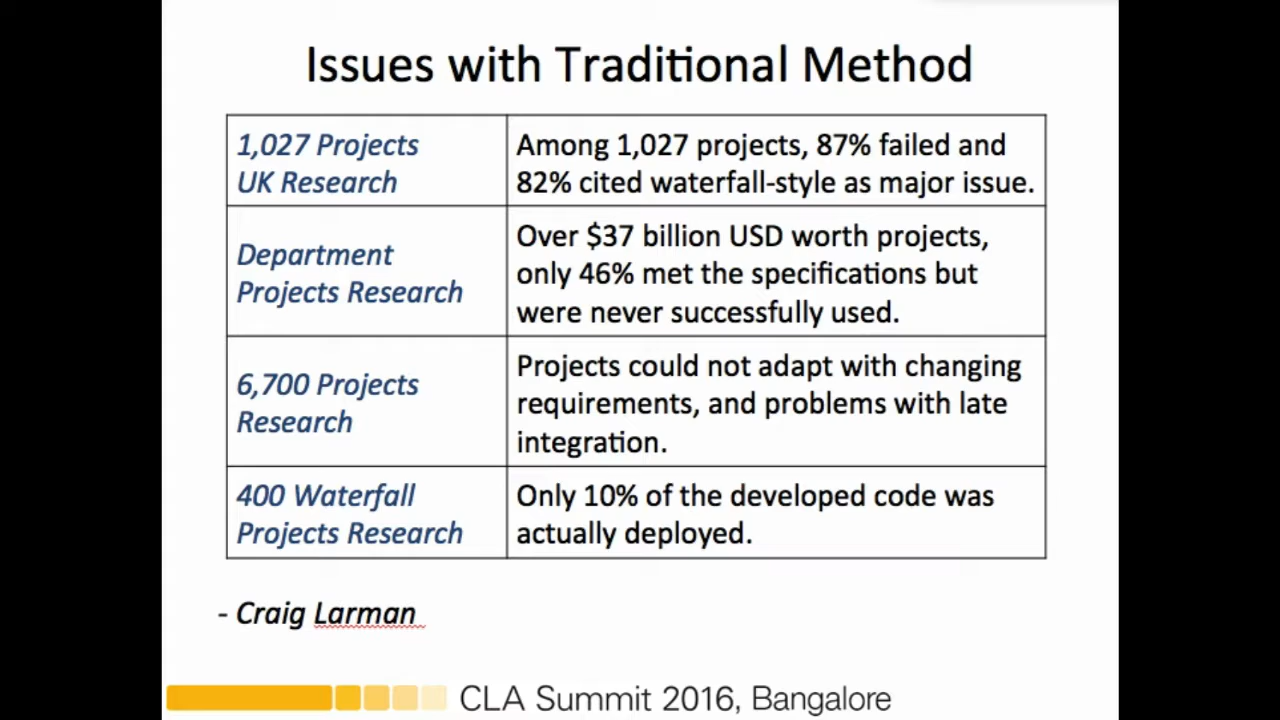 Issues with Traditional Method
1,027 Projects
UK Research
Among 1,027 projects, 87% failed and
82% cited waterfall-style as major issue.
Department
Projects Research
Over $37 billion USD worth projects,
only 46% met the specifications but
were never successfully used.
6,700 Projects
Research
Projects could not adapt with changing
requirements, and problems with late
integration.
400 Waterfall
Projects Research
Only 10% of the developed code was
actually deployed.
- Craig Larman
CLA Summit 2016, Bangalore